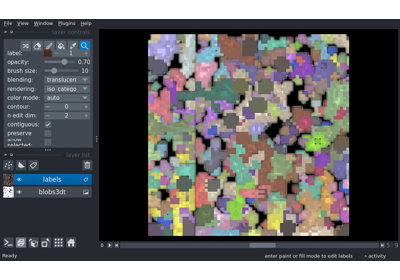 File View Window Plugins Help
layer controls
label: 1
opacity: 0.70
brush size: 10
blending: translucen
rendering: iso_catego
color mode: auto
contour: 0
n edit dim: 2
contiguous:
preserve
selected:
layer list
labels
blobs3dt
Ready
enter paint or fill mode to edit labels
activity